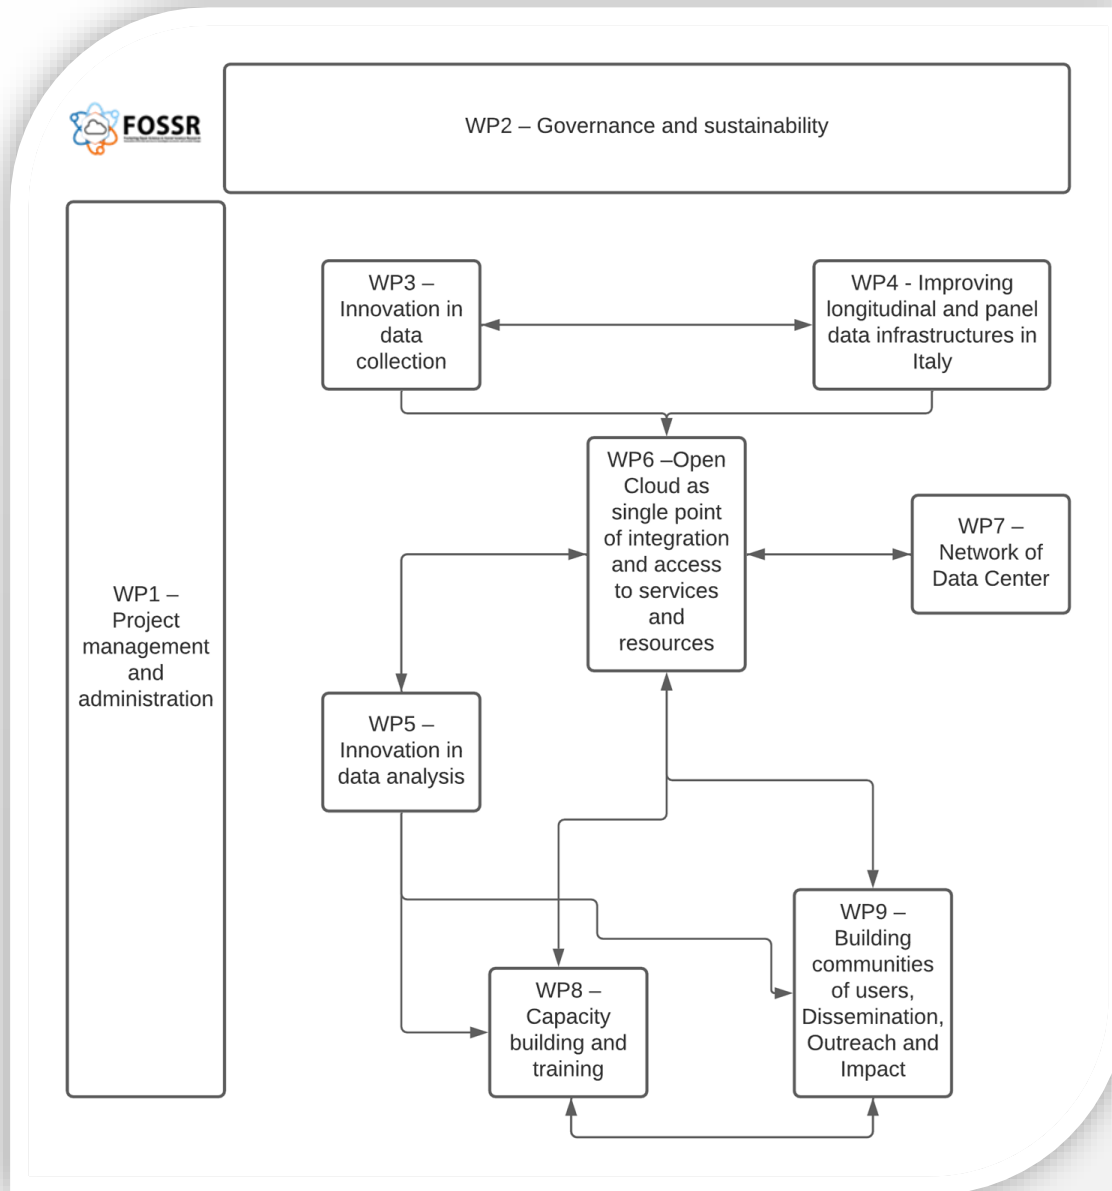 FOSSR
WP2 – Governance and sustainability
WP3 –
Innovation in
data
collection
WP4 - Improving
longitudinal and panel
data infrastructures in
Italy
WP6 –Open
Cloud as
single point
of integration
and access
to services
and
resources
WP7 –
Network of
Data Center
WP1 –
Project
management
and
administration
WP5 –
Innovation in
data analysis
WP8 –
Capacity
building and
training
WP9 –
Building
communities
of users,
Dissemination,
Outreach and
Impact